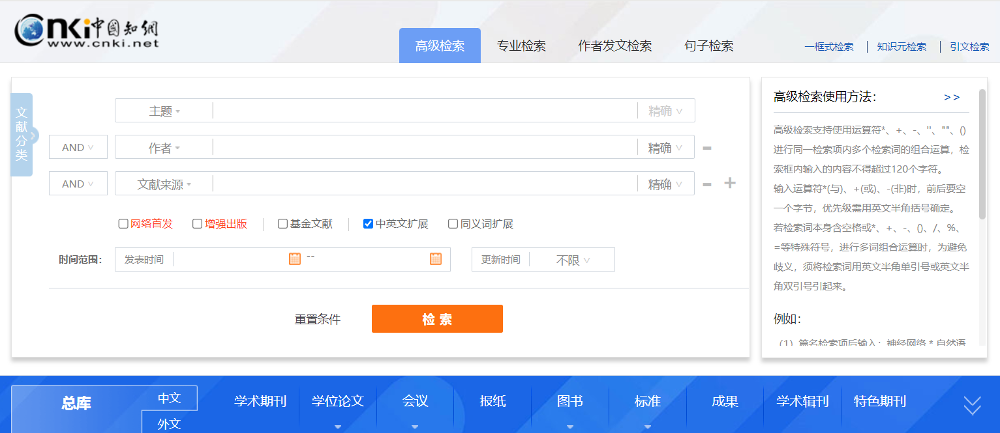 Cnki中国知網
www.cnki.net
高级检索 专业检索 作者发文检索 句子检索 一框式检索 知识元检索 引文检索
文献分类
主题 精确
AND 作者 精确
AND 文献来源 精确
网络首发 增强出版 基金文献 中英文扩展 同义词扩展
时间范围： 发表时间 -- 更新时间 不限
重置条件 检索
高级检索使用方法： >>
高级检索支持使用运算符*、+、-、''、""、()
进行同一检索项内多个检索词的组合运算，检
索框内输入的内容不得超过120个字符。
输入运算符*(与)、+(或)、-(非)时，前后要空
一个字节，优先级需用英文半角括号确定。
若检索词本身含空格或*、+、-、()、/、%、
=等特殊符号，进行多词组合运算时，为避免
歧义，须将检索词用英文半角单引号或英文半
角双引号引起来。
例如：
（1）篇名检索项后输入：神经网络 * 自然语
总库 中文 学术期刊 学位论文 会议 报纸 图书 标准 成果 学术辑刊 特色期刊
外文